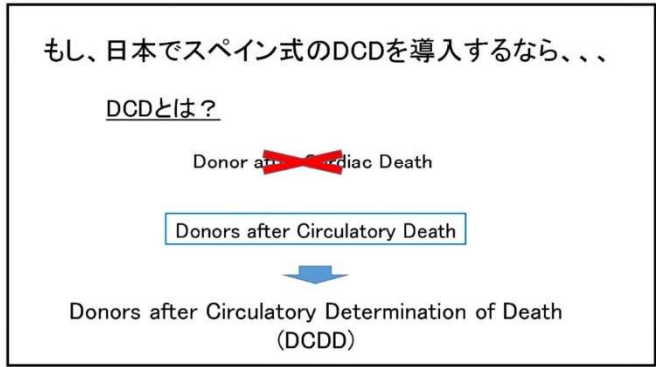 もし、日本でスペイン式のDCDを導入するなら、、、
DCDとは？
Donor after Cardiac Death
Donors after Circulatory Death
Donors after Circulatory Determination of Death
(DCDD)